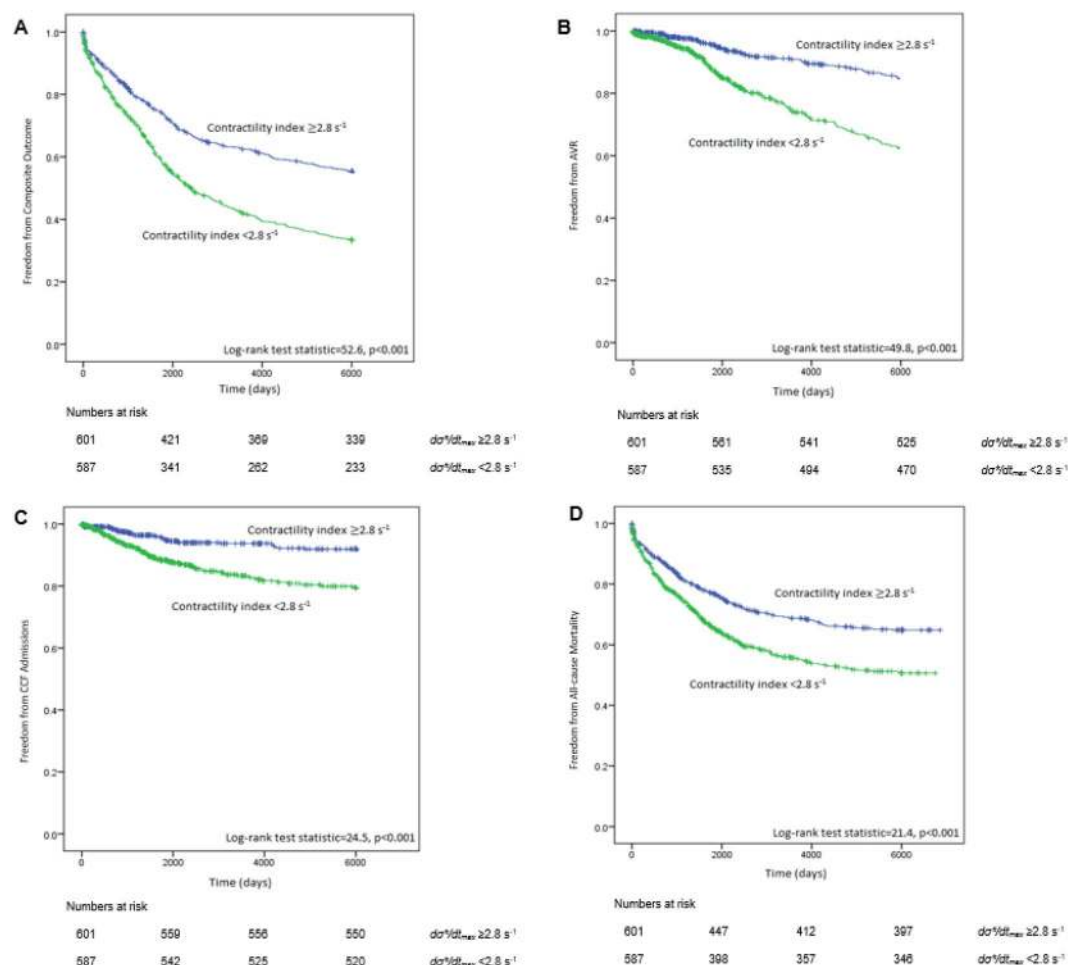 A
Freedom from Composite Outcome
1.0
0.8
0.6
0.4
0.2
0.0
Contractility index ≥2.8 s⁻¹
Contractility index <2.8 s⁻¹
Log-rank test statistic=52.6, p<0.001
0 2000 4000 6000
Time (days)
Numbers at risk
601 421 369 339 dσ*/dtmax ≥2.8 s⁻¹
587 341 262 233 dσ*/dtmax <2.8 s⁻¹
B
Freedom from AVR
1.0
0.8
0.6
0.4
0.2
0.0
Contractility index ≥2.8 s⁻¹
Contractility index <2.8 s⁻¹
Log-rank test statistic=49.8, p<0.001
0 2000 4000 6000
Time (days)
Numbers at risk
601 561 541 525 dσ*/dtmax ≥2.8 s⁻¹
587 535 494 470 dσ*/dtmax <2.8 s⁻¹
C
Freedom from CCF Admissions
1.0
0.8
0.6
0.4
0.2
0.0
Contractility index ≥2.8 s⁻¹
Contractility index <2.8 s⁻¹
Log-rank test statistic=24.5, p<0.001
0 2000 4000 6000
Time (days)
Numbers at risk
601 559 556 550 dσ*/dtmax ≥2.8 s⁻¹
587 542 525 520 dσ*/dtmax <2.8 s⁻¹
D
Freedom from All-cause Mortality
1.0
0.8
0.6
0.4
0.2
0.0
Contractility index ≥2.8 s⁻¹
Contractility index <2.8 s⁻¹
Log-rank test statistic=21.4, p<0.001
0 2000 4000 6000
Time (days)
Numbers at risk
601 447 412 397 dσ*/dtmax ≥2.8 s⁻¹
587 398 357 346 dσ*/dtmax <2.8 s⁻¹